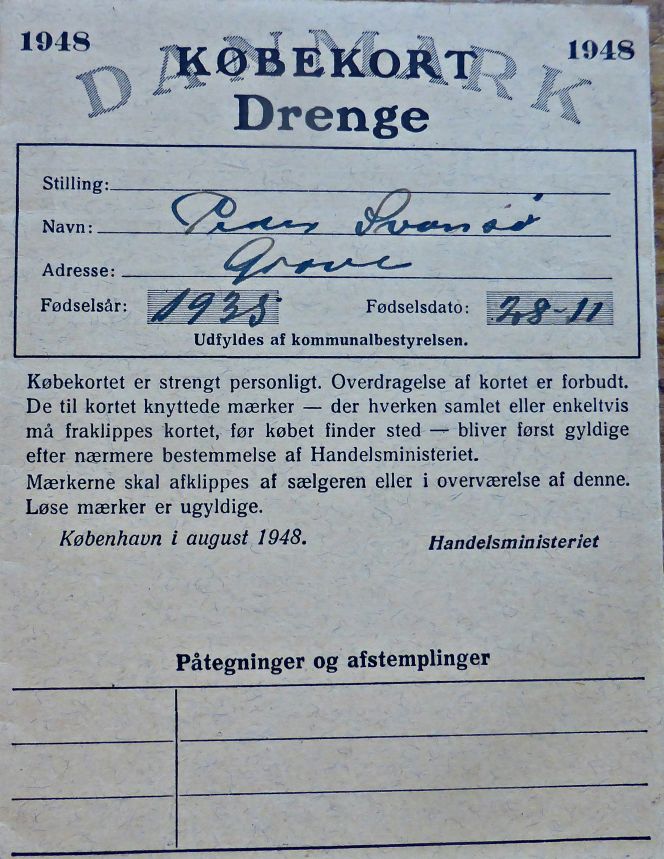 1948 KØBEKORT 1948
DANMARK
Drenge
Stilling:
Navn: Peder Svansø
Adresse: Grove
Fødselsår: 1935 Fødselsdato: 28-11
Udfyldes af kommunalbestyrelsen.
Købekortet er strengt personligt. Overdragelse af kortet er forbudt.
De til kortet knyttede mærker — der hverken samlet eller enkeltvis
må fraklippes kortet, før købet finder sted — bliver først gyldige
efter nærmere bestemmelse af Handelsministeriet.
Mærkerne skal afklippes af sælgeren eller i overværelse af denne.
Løse mærker er ugyldige.
København i august 1948. Handelsministeriet
Påtegninger og afstemplinger